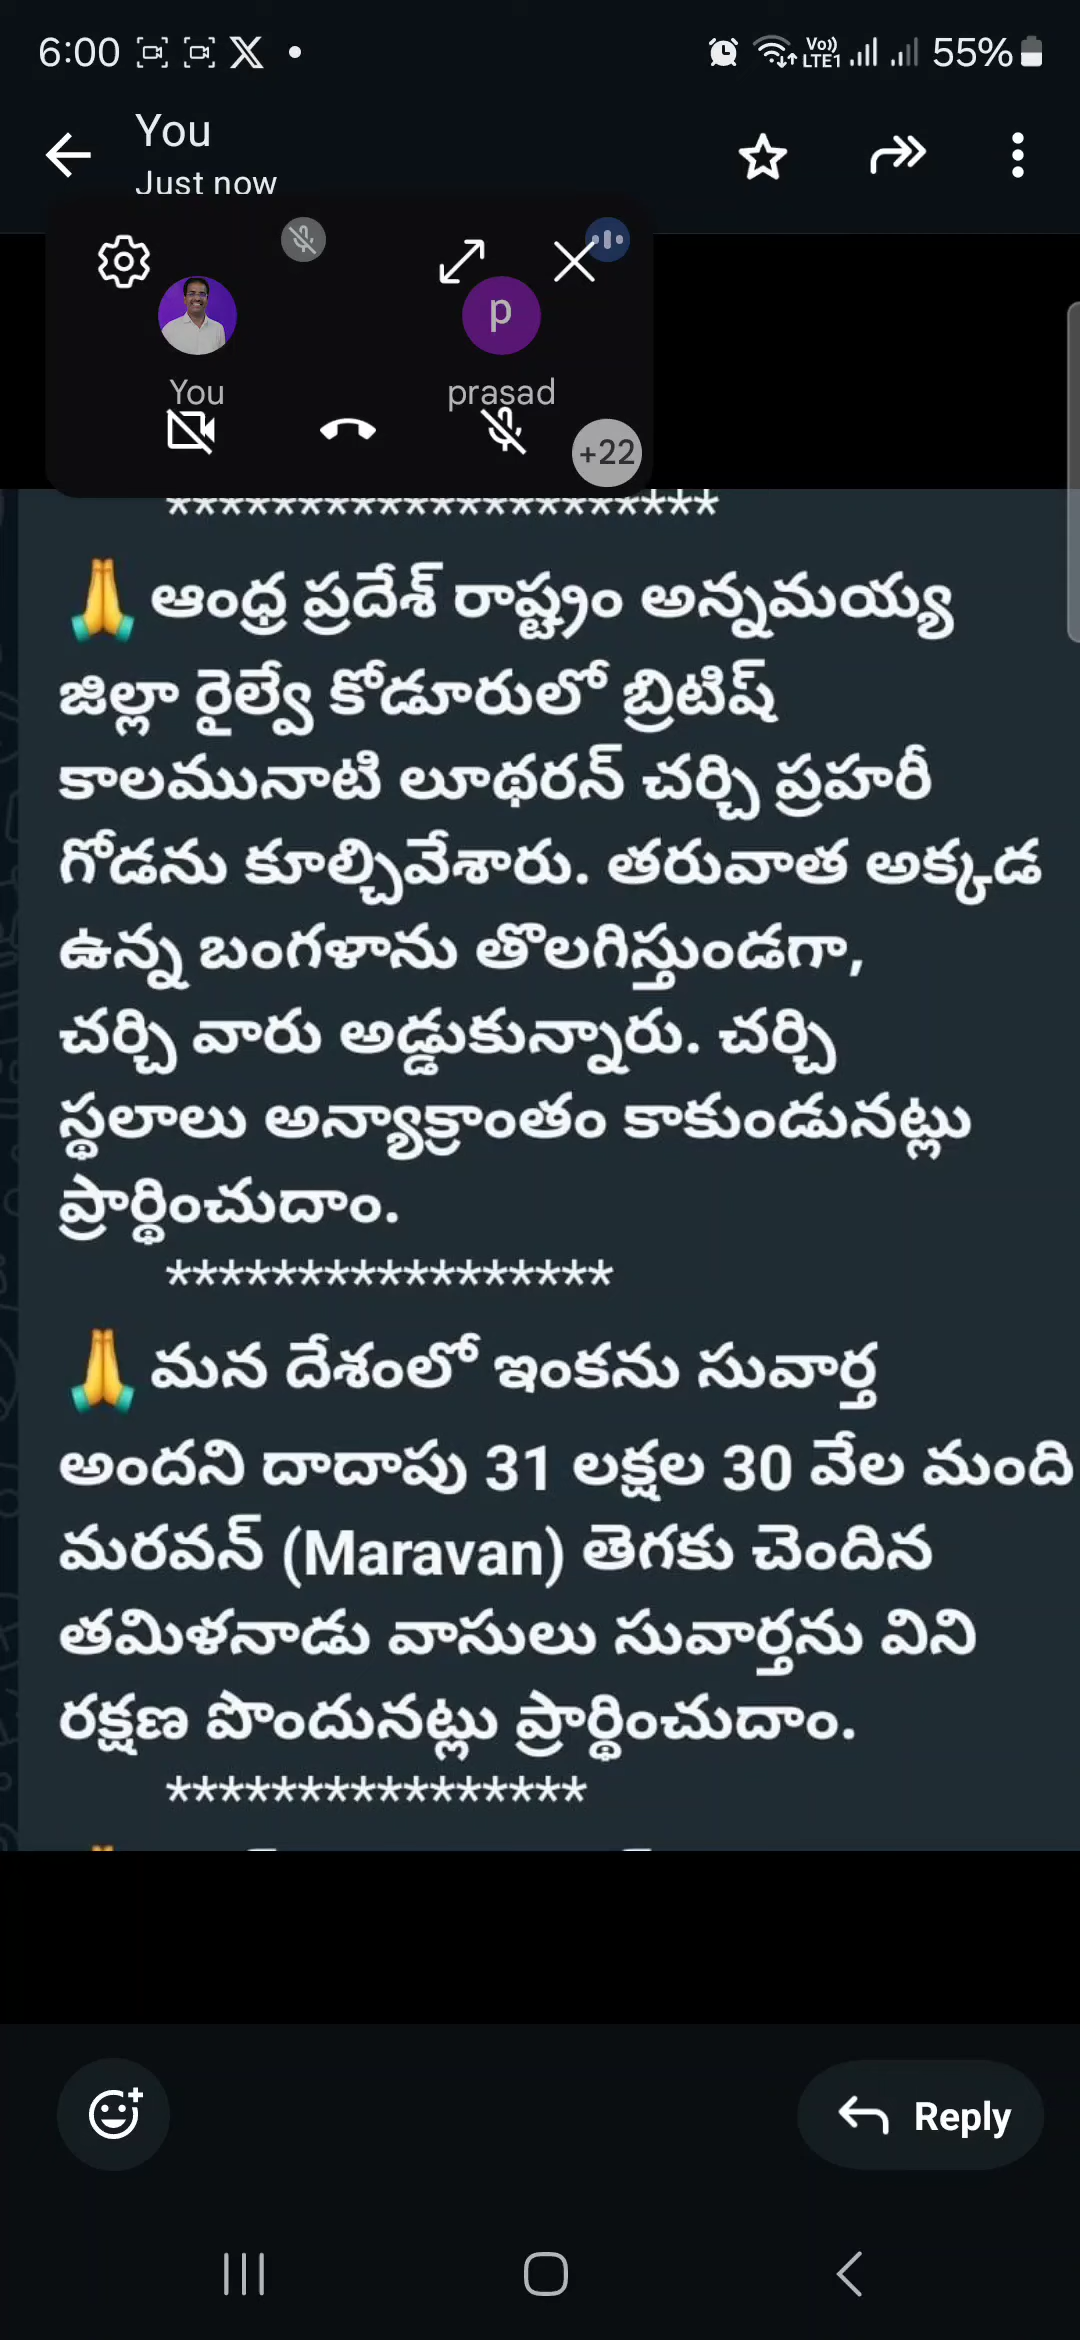 6:00
Vo))
LTE1
55%
You
Just now
p
You
prasad
+22
*********************
🙏ఆంధ్ర ప్రదేశ్ రాష్ట్రం అన్నమయ్య
జిల్లా రైల్వే కోడూరులో బ్రిటిష్
కాలమునాటి లూథరన్ చర్చి ప్రహరీ
గోడను కూల్చివేశారు. తరువాత అక్కడ
ఉన్న బంగళాను తొలగిస్తుండగా,
చర్చి వారు అడ్డుకున్నారు. చర్చి
స్థలాలు అన్యాక్రాంతం కాకుండునట్లు
ప్రార్థించుదాం.
*****************
🙏మన దేశంలో ఇంకను సువార్త
అందని దాదాపు 31 లక్షల 30 వేల మంది
మరవన్ (Maravan) తెగకు చెందిన
తమిళనాడు వాసులు సువార్తను విని
రక్షణ పొందునట్లు ప్రార్థించుదాం.
****************
Reply